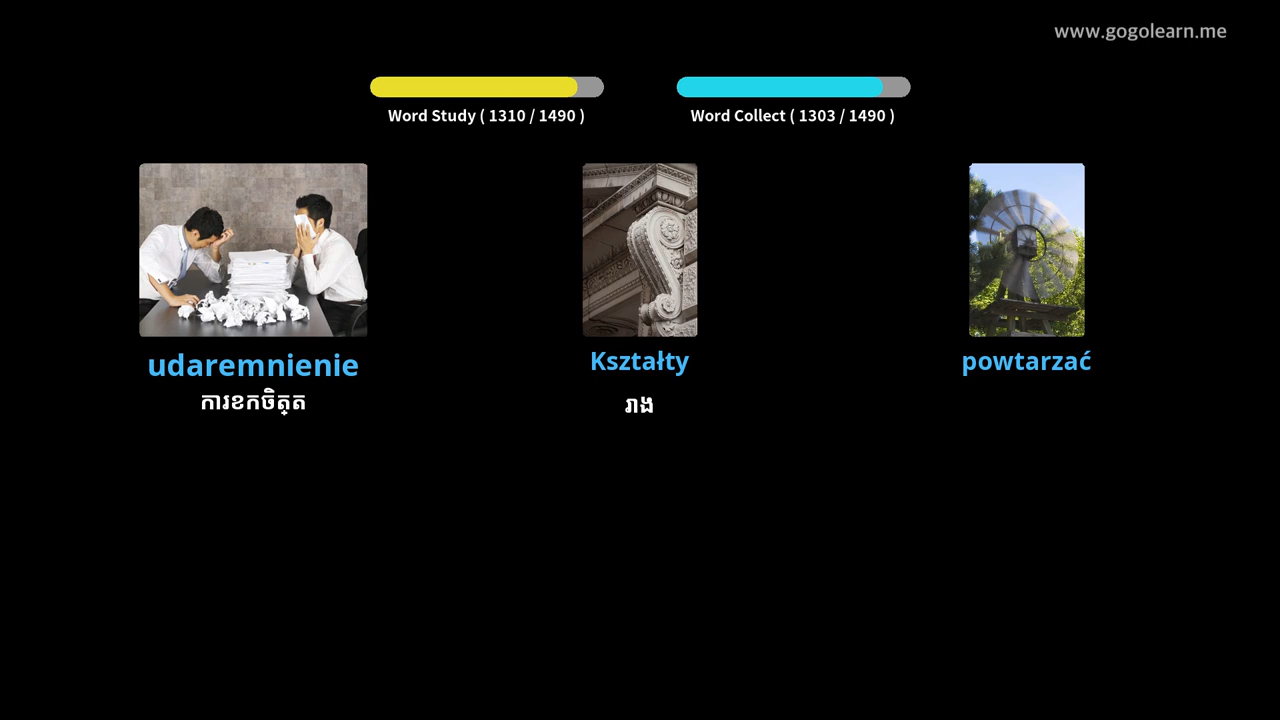 www.gogolearn.me
Word Study ( 1310 / 1490 )
Word Collect ( 1303 / 1490 )
udaremnienie
Kształty
powtarzać
ការខកចិត្ត
រាង